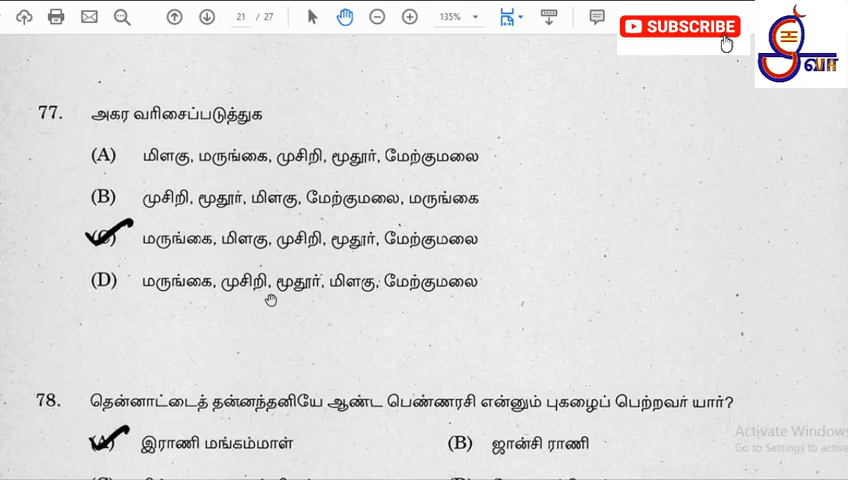 21 / 27
135%
SUBSCRIBE
வா
77. அகர வரிசைப்படுத்துக
(A) மிளகு, மருங்கை, முசிறி, மூதூர், மேற்குமலை
(B) முசிறி, மூதூர், மிளகு, மேற்குமலை, மருங்கை
(C) மருங்கை, மிளகு, முசிறி, மூதூர், மேற்குமலை
(D) மருங்கை, முசிறி, மூதூர், மிளகு, மேற்குமலை
78. தென்னாட்டைத் தன்னந்தனியே ஆண்ட பெண்ணரசி என்னும் புகழைப் பெற்றவர் யார்?
Activate Windows
Go to Settings to activa
(A) இராணி மங்கம்மாள் (B) ஜான்சி ராணி